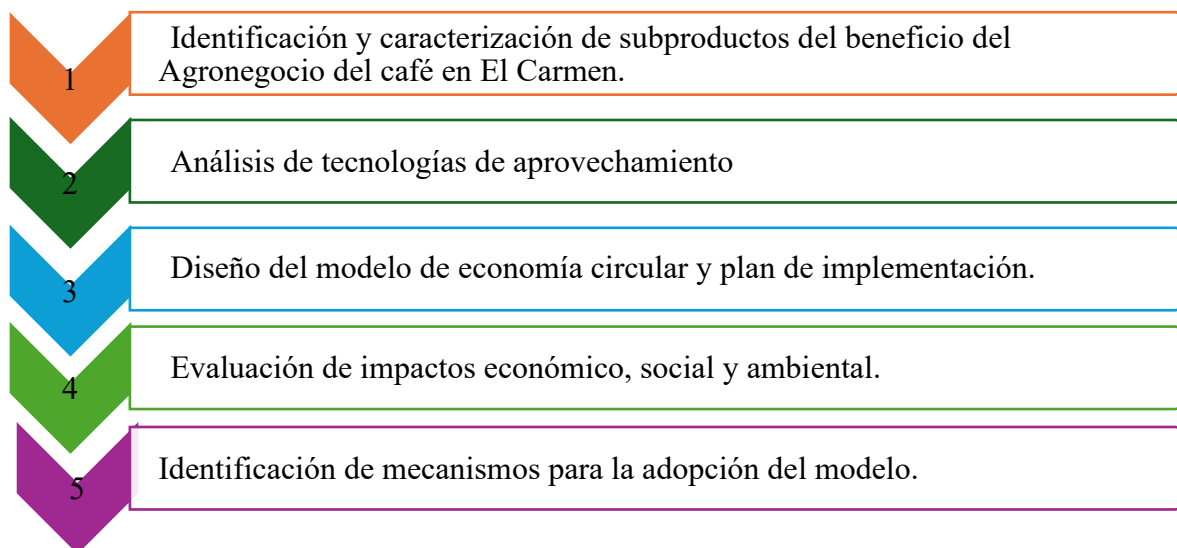 1
Identificación y caracterización de subproductos del beneficio del
Agronegocio del café en El Carmen.
2
Análisis de tecnologías de aprovechamiento
3
Diseño del modelo de economía circular y plan de implementación.
4
Evaluación de impactos económico, social y ambiental.
5
Identificación de mecanismos para la adopción del modelo.